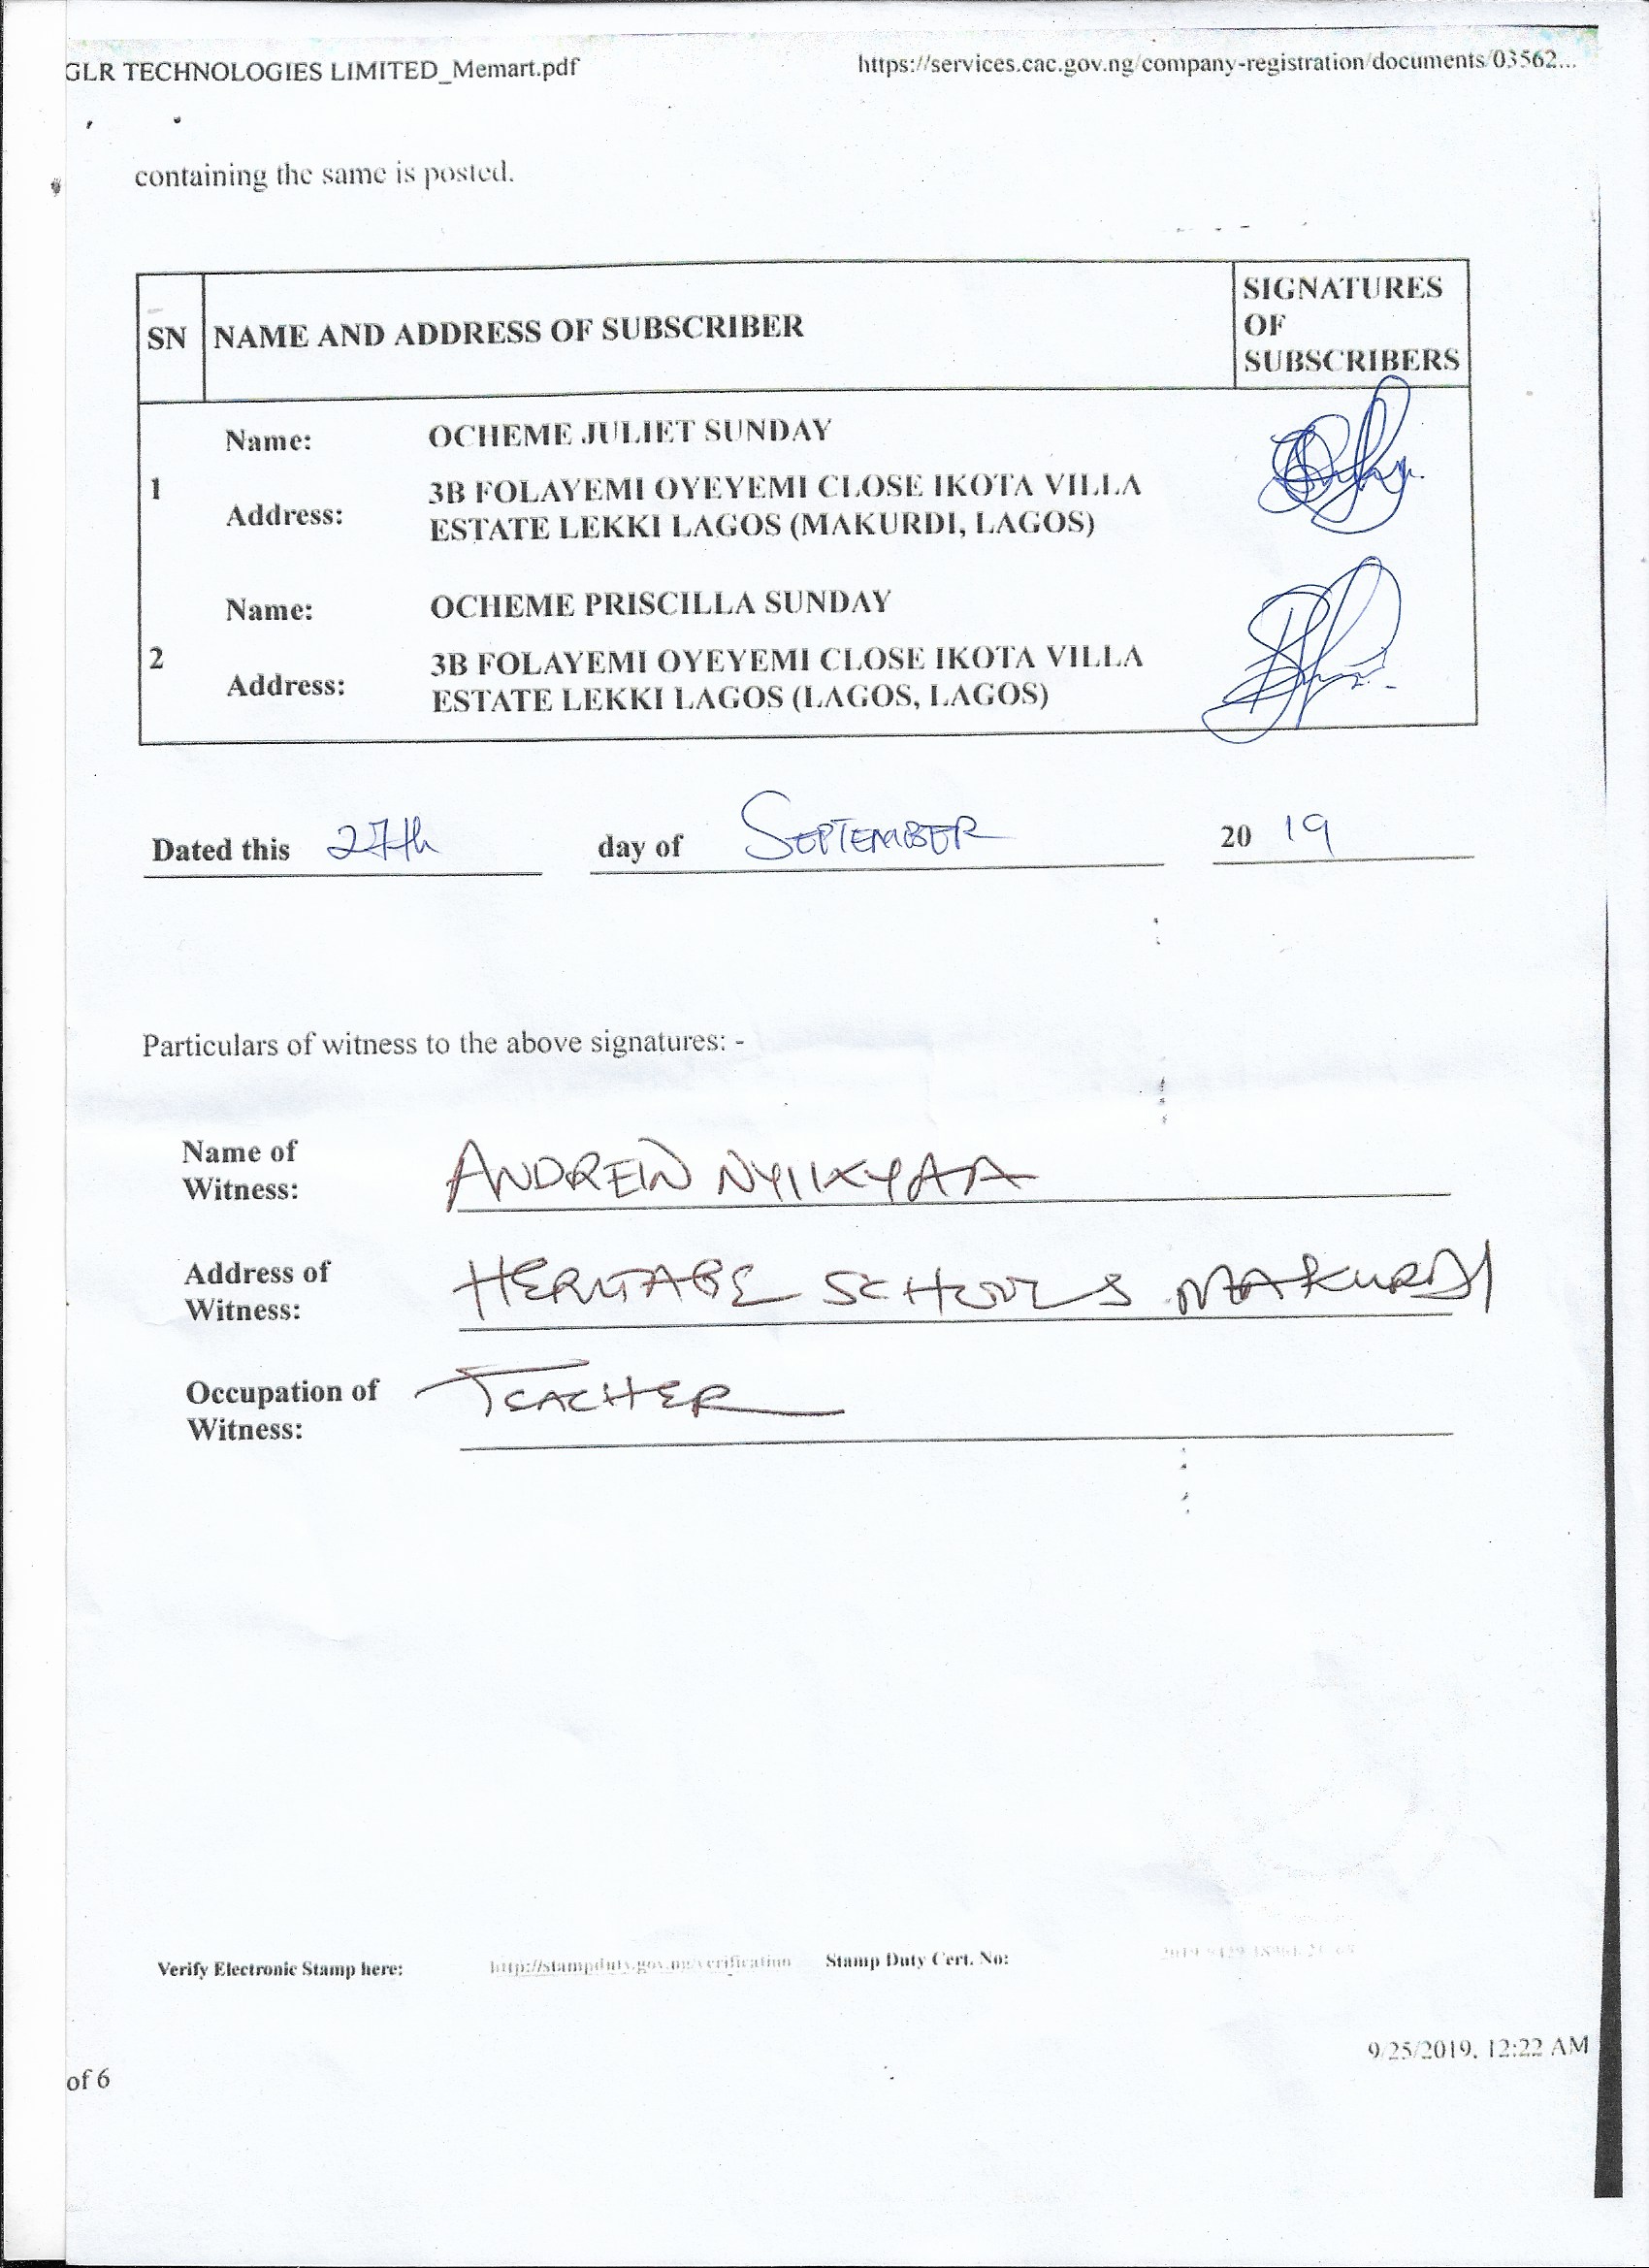 GLR TECHNOLOGIES LIMITED_Memart.pdf
https://services.cac.gov.ng/company-registration/documents/03562...
containing the same is posted.
SN
NAME AND ADDRESS OF SUBSCRIBER
SIGNATURES
OF
SUBSCRIBERS
1
Name:
OCHEME JULIET SUNDAY
Address:
3B FOLAYEMI OYEYEMI CLOSE IKOTA VILLA
ESTATE LEKKI LAGOS (MAKURDI, LAGOS)
2
Name:
OCHEME PRISCILLA SUNDAY
Address:
3B FOLAYEMI OYEYEMI CLOSE IKOTA VILLA
ESTATE LEKKI LAGOS (LAGOS, LAGOS)
Dated this 27th day of SEPTEMBER 20 19
Particulars of witness to the above signatures: -
Name of
Witness:
ANDREW NYIIKYAA
Address of
Witness:
HERITAGE SCHOOLS MAKURDI
Occupation of
Witness:
TEACHER
Verify Electronic Stamp here: http://stampduty.gov.ng/verification Stamp Duty Cert. No:
9/25/2019, 12:22 AM
of 6